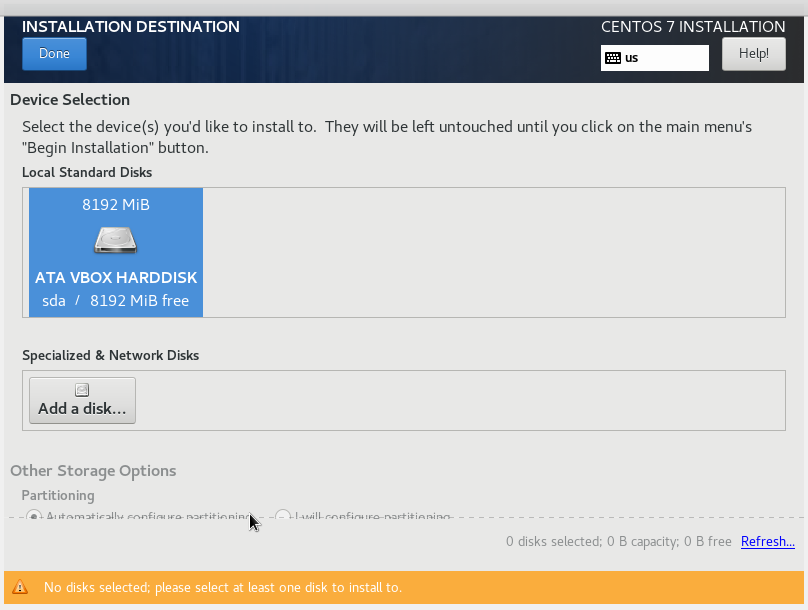 INSTALLATION DESTINATION
CENTOS 7 INSTALLATION
Done
us
Help!
Device Selection
Select the device(s) you'd like to install to.  They will be left untouched until you click on the main menu's
"Begin Installation" button.
Local Standard Disks
8192 MiB
ATA VBOX HARDDISK
sda / 8192 MiB free
Specialized & Network Disks
Add a disk...
Other Storage Options
Partitioning
Automatically configure partitioning. I will configure partitioning.
0 disks selected; 0 B capacity; 0 B free Refresh...
No disks selected; please select at least one disk to install to.